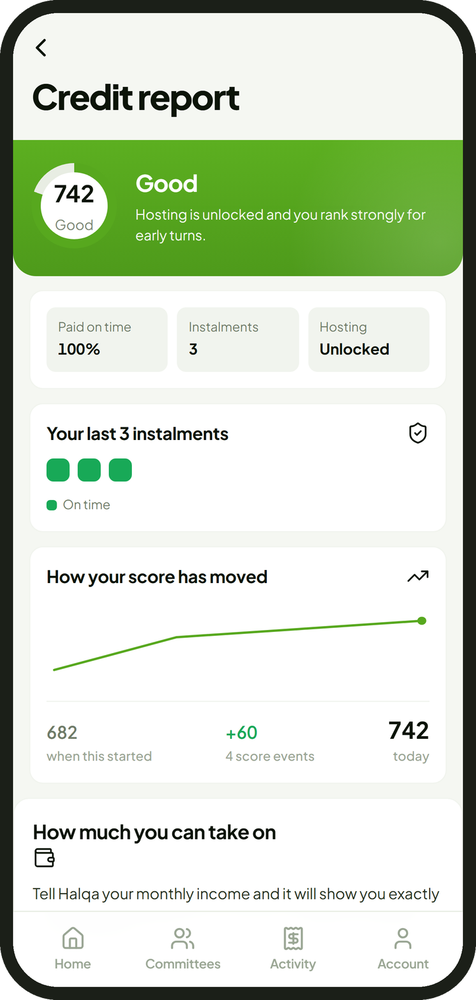 Credit report
742
Good
Good
Hosting is unlocked and you rank strongly for
early turns.
Paid on time
100%
Instalments
3
Hosting
Unlocked
Your last 3 instalments
On time
How your score has moved
682
when this started
+60
4 score events
742
today
How much you can take on
Tell Halqa your monthly income and it will show you exactly
Home
Committees
Activity
Account